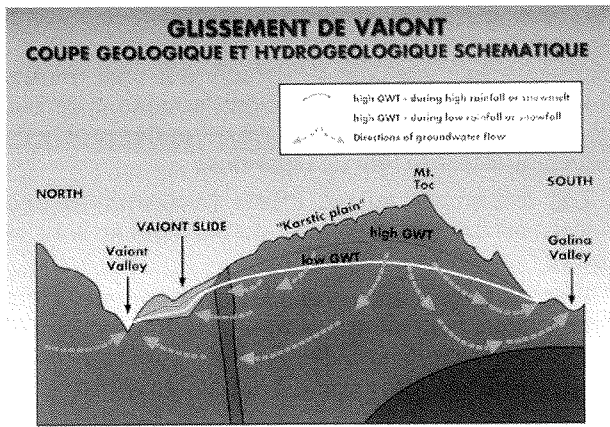 GLISSEMENT DE VAIONT
COUPE GEOLOGIQUE ET HYDROGEOLOGIQUE SCHEMATIQUE
high GWT - during high rainfall or snowmelt
high GWT - during low rainfall or snowfall
Directions of groundwater flow
NORTH
Mt.
Toc
SOUTH
VAIONT SLIDE
"Karstic plain"
Vaiont
Valley
high GWT
low GWT
Galina
Valley